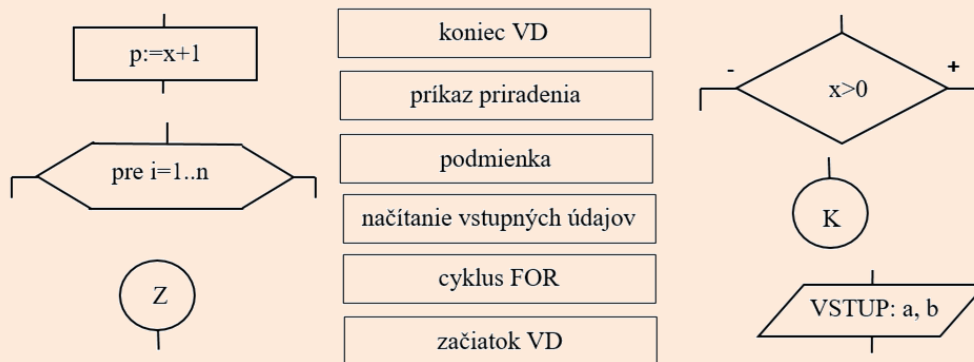 p:=x+1
pre i=1..n
Z
koniec VD
príkaz priradenia
podmienka
načítanie vstupných údajov
cyklus FOR
začiatok VD
- +
x>0
K
VSTUP: a, b